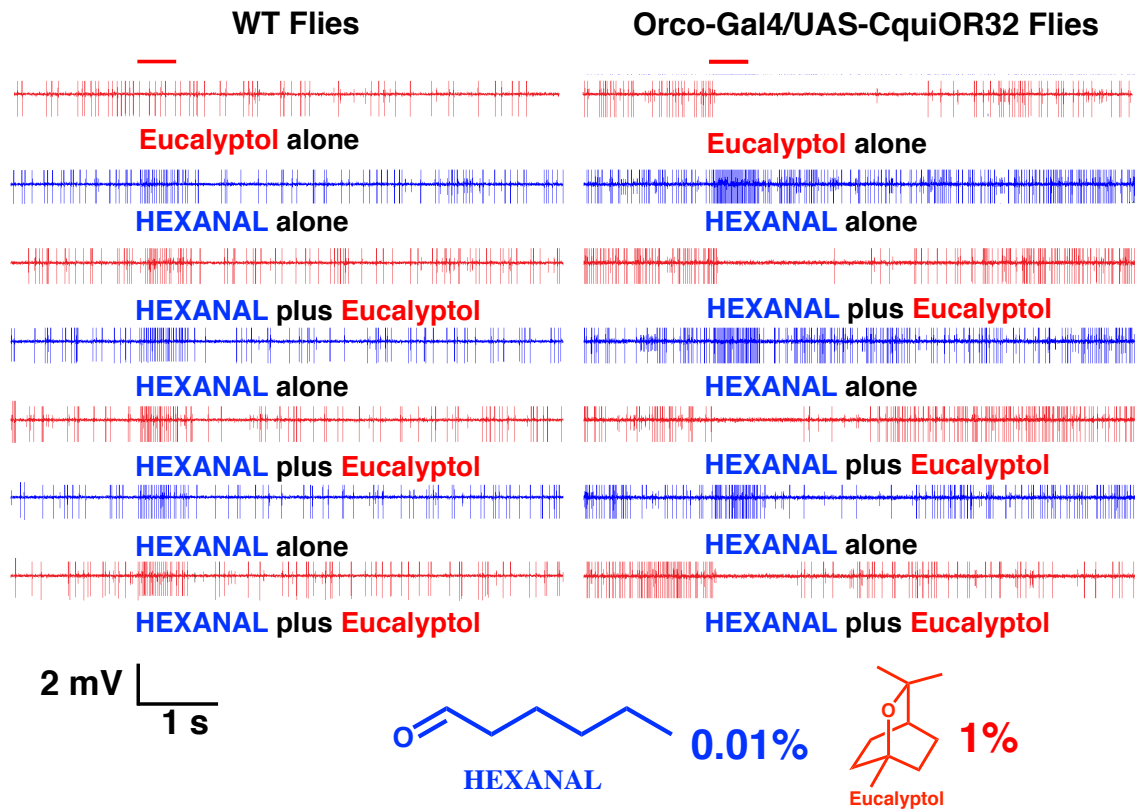 WT Flies
Orco-Gal4/UAS-CquiOR32 Flies
Eucalyptol alone
Eucalyptol alone
HEXANAL alone
HEXANAL alone
HEXANAL plus Eucalyptol
HEXANAL plus Eucalyptol
HEXANAL alone
HEXANAL alone
HEXANAL plus Eucalyptol
HEXANAL plus Eucalyptol
HEXANAL alone
HEXANAL alone
HEXANAL plus Eucalyptol
HEXANAL plus Eucalyptol
2 mV
1 s
O
HEXANAL
0.01%
O
1%
Eucalyptol